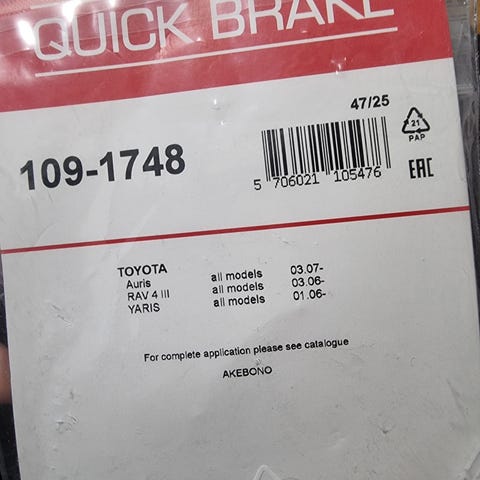 QUICK BRAKE
47/25
109-1748
21
PAP
5 706021 105476
EAC
TOYOTA
Auris all models 03.07-
RAV 4 III all models 03.06-
YARIS all models 01.06-
For complete application please see catalogue
AKEBONO